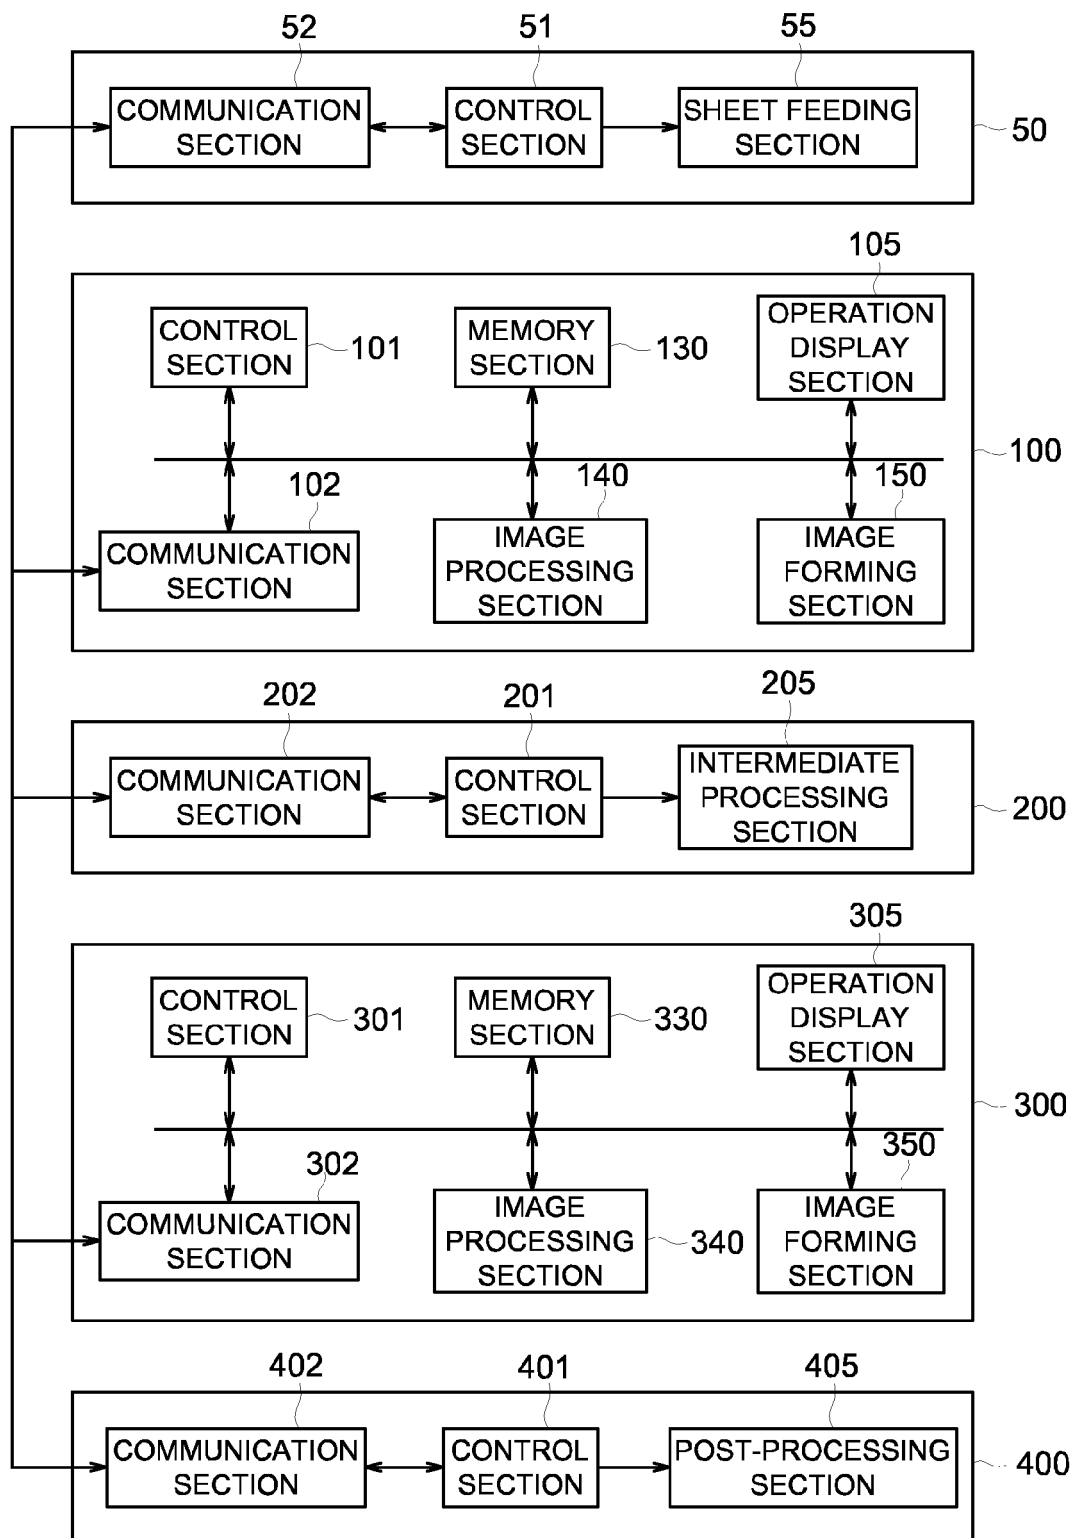 52
51
55
COMMUNICATION
SECTION
CONTROL
SECTION
SHEET FEEDING
SECTION
50
105
CONTROL
SECTION
101
MEMORY
SECTION
130
OPERATION
DISPLAY
SECTION
100
102
140
150
COMMUNICATION
SECTION
IMAGE
PROCESSING
SECTION
IMAGE
FORMING
SECTION
202
201
205
COMMUNICATION
SECTION
CONTROL
SECTION
INTERMEDIATE
PROCESSING
SECTION
200
305
CONTROL
SECTION
301
MEMORY
SECTION
330
OPERATION
DISPLAY
SECTION
300
302
350
COMMUNICATION
SECTION
IMAGE
PROCESSING
SECTION
340
IMAGE
FORMING
SECTION
402
401
405
COMMUNICATION
SECTION
CONTROL
SECTION
POST-PROCESSING
SECTION
400